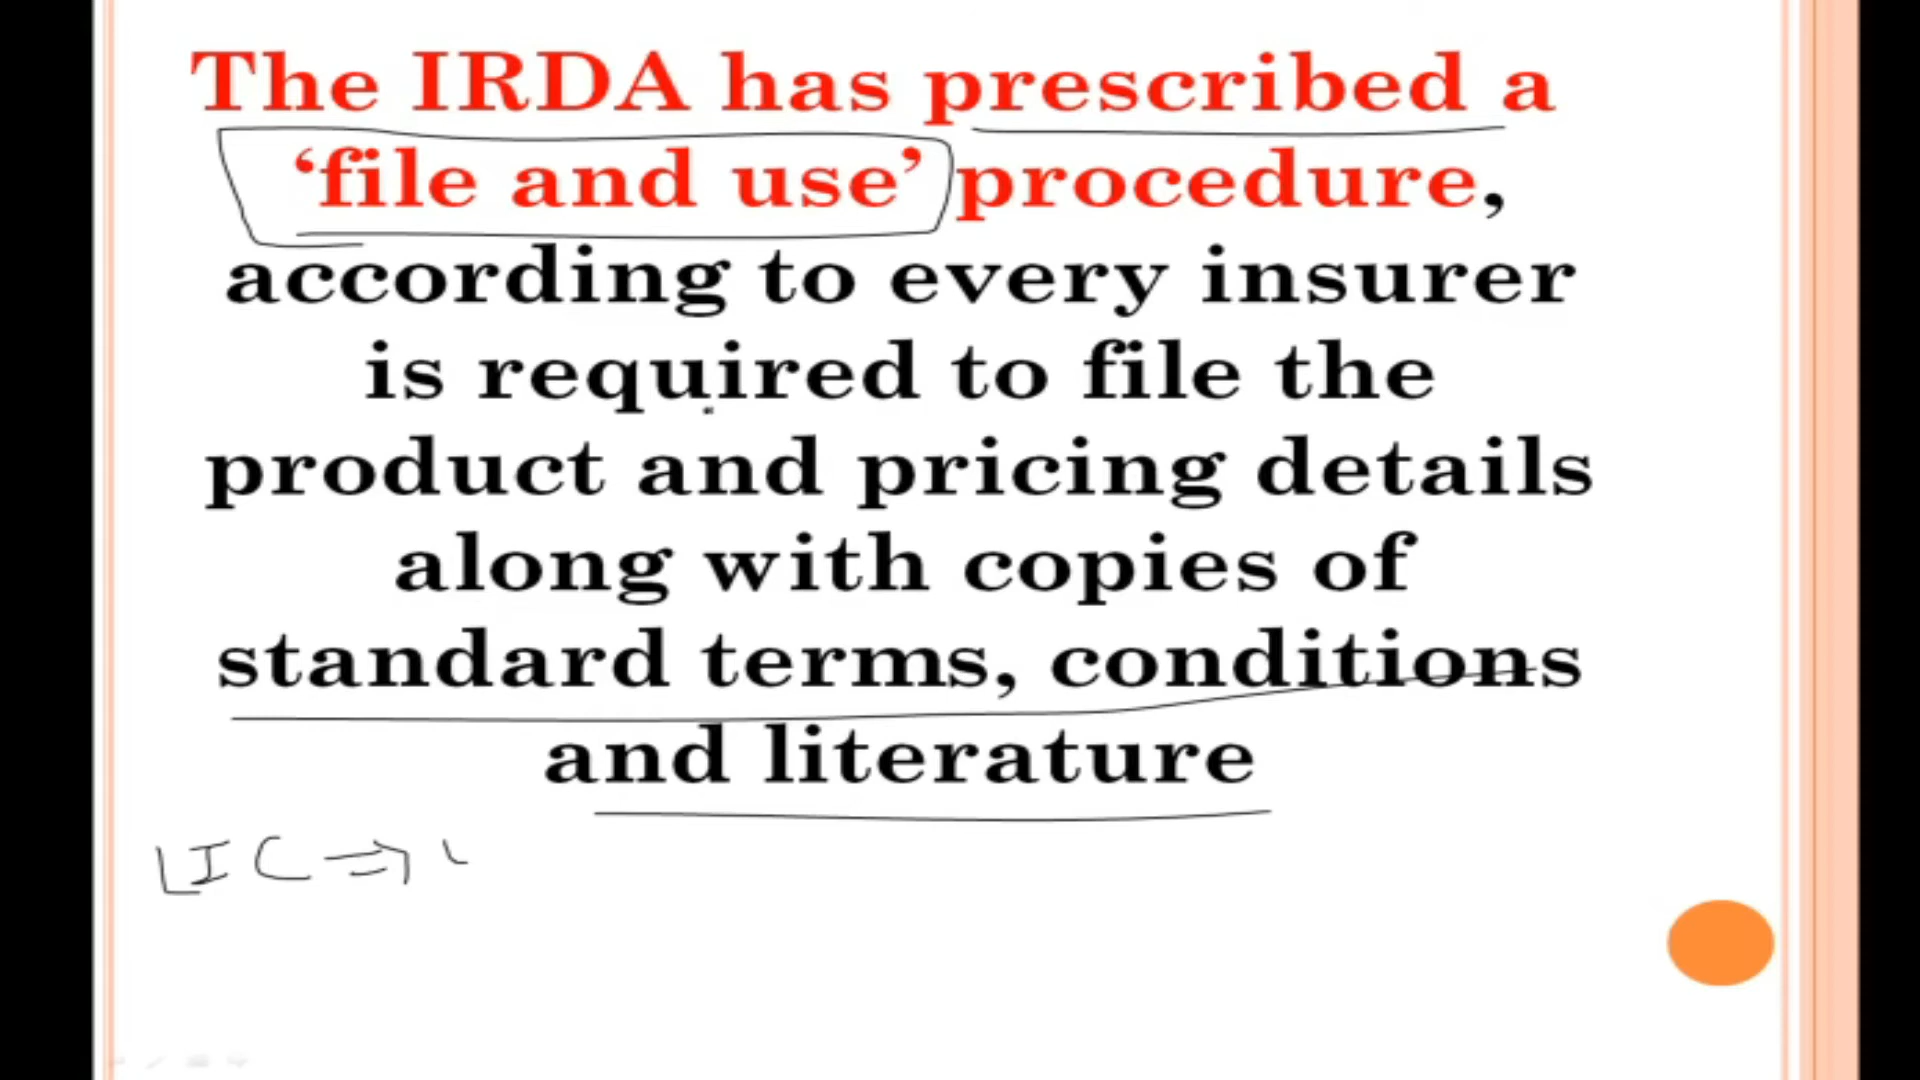 The IRDA has prescribed a
‘file and use’ procedure,
according to every insurer
is required to file the
product and pricing details
along with copies of
standard terms, conditions
and literature
LIC ⇒